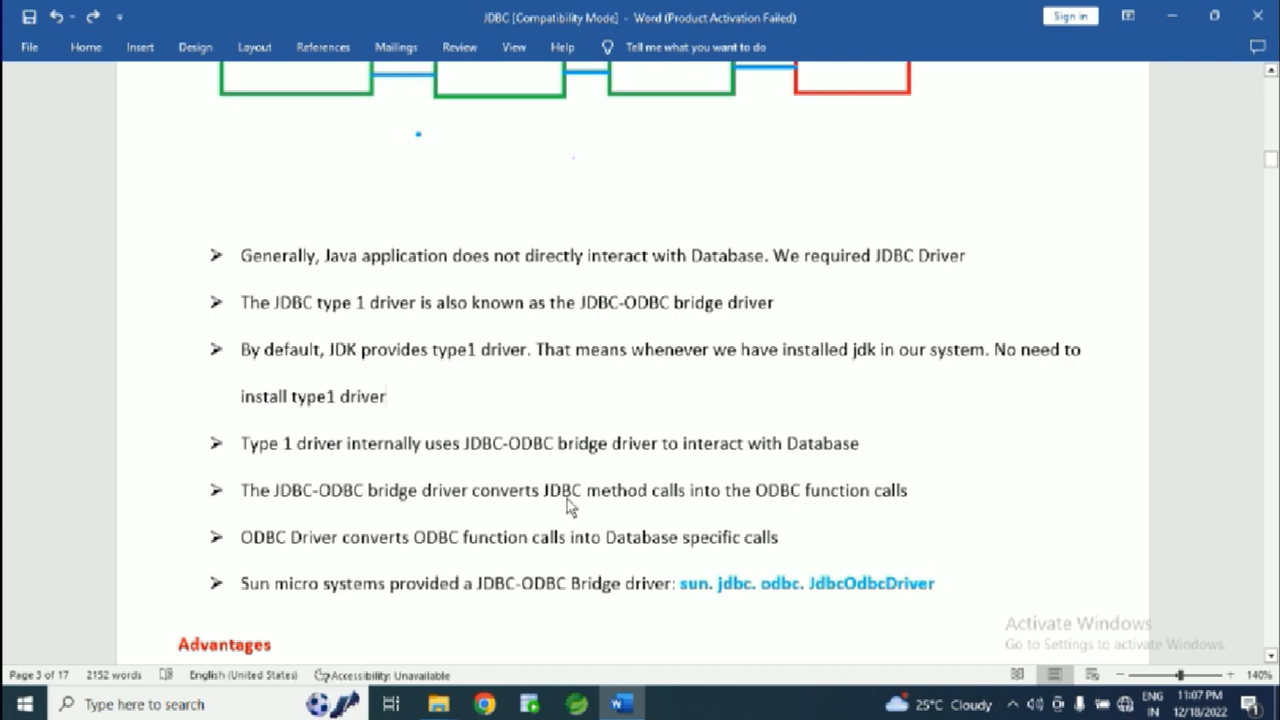 JDBC [Compatibility Mode] - Word (Product Activation Failed)
Sign in
File Home Insert Design Layout References Mailings Review View Help Tell me what you want to do
➢ Generally, Java application does not directly interact with Database. We required JDBC Driver
➢ The JDBC type 1 driver is also known as the JDBC-ODBC bridge driver
➢ By default, JDK provides type1 driver. That means whenever we have installed jdk in our system. No need to
install type1 driver
➢ Type 1 driver internally uses JDBC-ODBC bridge driver to interact with Database
➢ The JDBC-ODBC bridge driver converts JDBC method calls into the ODBC function calls
➢ ODBC Driver converts ODBC function calls into Database specific calls
➢ Sun micro systems provided a JDBC-ODBC Bridge driver: sun. jdbc. odbc. JdbcOdbcDriver
Advantages
Activate Windows
Go to Settings to activate Windows.
Page 3 of 17 2152 words English (United States) Accessibility: Unavailable 140%
Type here to search
25°C Cloudy
ENG
IN
11:07 PM
12/18/2022
1